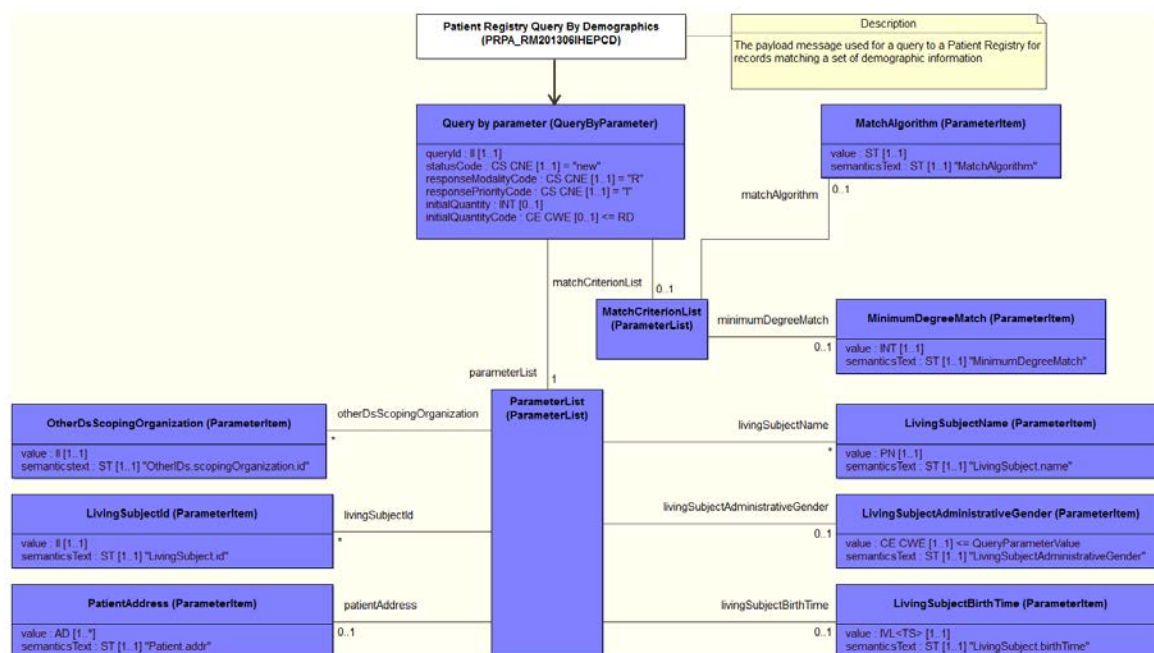 Patient Registry Query By Demographics
(PRPA_RM201306IHEPCD)
Description
The payload message used for a query to a Patient Registry for
records matching a set of demographic information
Query by parameter (QueryByParameter)
queryId : II [1..1]
statusCode : CS CNE [1..1] = "new"
responseModalityCode : CS CNE [1..1] = "R"
responsePriorityCode : CS CNE [1..1] = "I"
initialQuantity : INT [0..1]
initialQuantityCode : CE CWE [0..1] <= RD
MatchAlgorithm (ParameterItem)
value : ST [1..1]
semanticsText : ST [1..1] "MatchAlgorithm"
matchAlgorithm
0..1
matchCriterionList
0..1
MatchCriterionList
(ParameterList)
minimumDegreeMatch
0..1
MinimumDegreeMatch (ParameterItem)
value : INT [1..1]
semanticsText : ST [1..1] "MinimumDegreeMatch"
parameterList
1
ParameterList
(ParameterList)
OtherDsScopingOrganization (ParameterItem)
value : II [1..1]
semanticstext : ST [1..1] "OtherIDs.scopingOrganization.id"
otherDsScopingOrganization
*
livingSubjectName
*
LivingSubjectName (ParameterItem)
value : PN [1..1]
semanticsText : ST [1..1] "LivingSubject.name"
LivingSubjectId (ParameterItem)
value : II [1..1]
semanticsText : ST [1..1] "LivingSubject.id"
livingSubjectId
*
livingSubjectAdministrativeGender
0..1
LivingSubjectAdministrativeGender (ParameterItem)
value : CE CWE [1..1] <= QueryParameterValue
semanticsText : ST [1..1] "LivingSubjectAdministrativeGender"
PatientAddress (ParameterItem)
value : AD [1..*]
semanticsText : ST [1..1] "Patient.addr"
patientAddress
0..1
livingSubjectBirthTime
0..1
LivingSubjectBirthTime (ParameterItem)
value : IVL<TS> [1..1]
semanticsText : ST [1..1] "LivingSubject.birthTime"